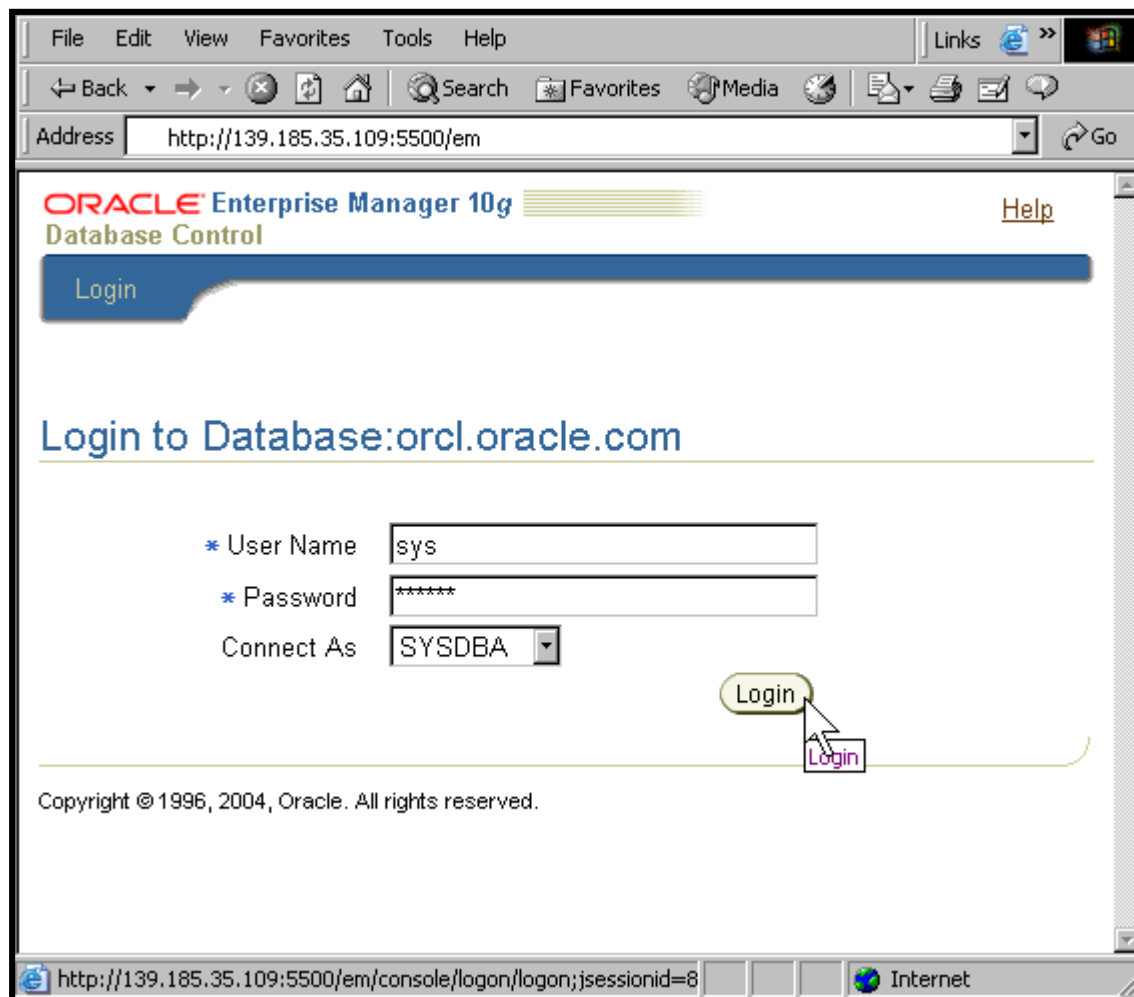 File Edit View Favorites Tools Help Links »
Back Search Favorites Media
Address http://139.185.35.109:5500/em Go
ORACLE Enterprise Manager 10g
Database Control
Help
Login
Login to Database:orcl.oracle.com
* User Name sys
* Password ******
Connect As SYSDBA
Login
Login
Copyright © 1996, 2004, Oracle. All rights reserved.
http://139.185.35.109:5500/em/console/logon/logon;jsessionid=8 Internet